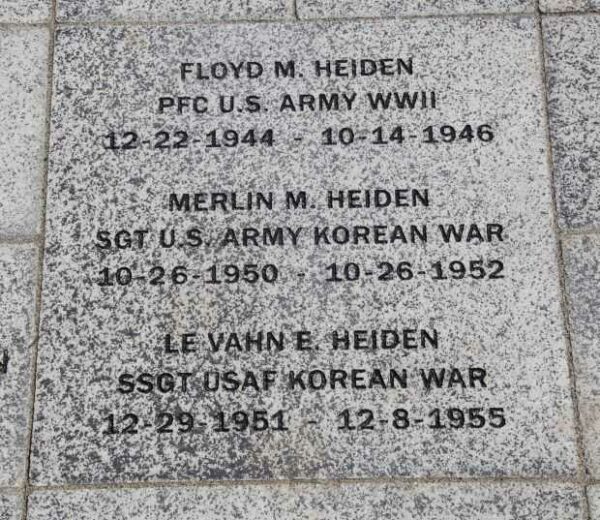 FLOYD M. HEIDEN
PFC U.S. ARMY WWII
12-22-1944 - 10-14-1946
MERLIN M. HEIDEN
SGT U.S. ARMY KOREAN WAR
10-26-1950 - 10-26-1952
LE VAHN E. HEIDEN
SSGT USAF KOREAN WAR
12-29-1951 - 12-8-1955